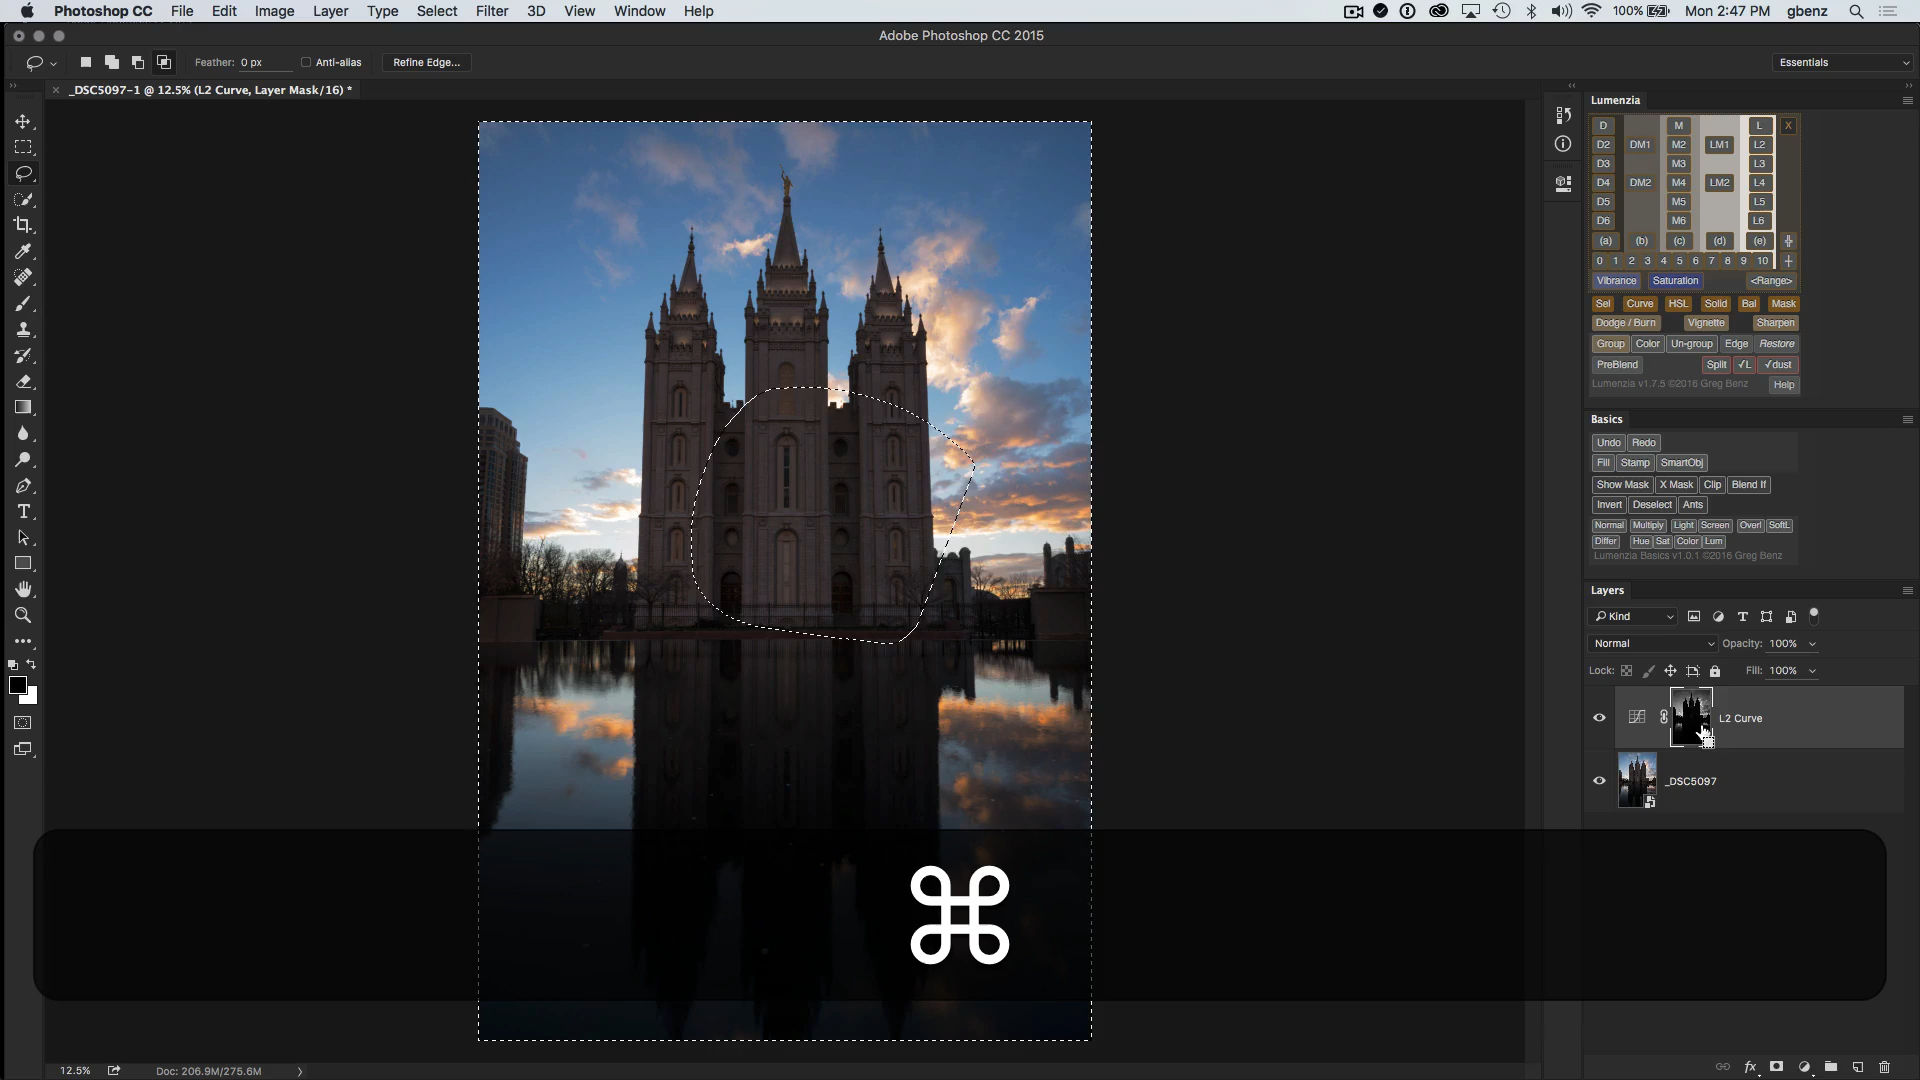 Photoshop CC File Edit Image Layer Type Select Filter 3D View Window Help 100% Mon 2:47 PM gbenz
Adobe Photoshop CC 2015
Feather: 0 px Anti-alias Refine Edge... Essentials
_DSC5097-1 @ 12.5% (L2 Curve, Layer Mask/16) *
Lumenzia
D M L X
D2 DM1 M2 LM1 L2
D3 M3 L3
D4 DM2 M4 LM2 L4
D5 M5 L5
D6 M6 L6
(a) (b) (c) (d) (e)
0 1 2 3 4 5 6 7 8 9 10
Vibrance Saturation <Range>
Sel Curve HSL Solid Bal Mask
Dodge / Burn Vignette Sharpen
Group Color Un-group Edge Restore
PreBlend Split √L √dust
Lumenzia v1.7.5 ©2016 Greg Benz Help
Basics
Undo Redo
Fill Stamp SmartObj
Show Mask X Mask Clip Blend If
Invert Deselect Ants
Normal Multiply Light Screen Overl SoftL
Differ Hue Sat Color Lum
Lumenzia Basics v1.0.1 ©2016 Greg Benz
Layers
Kind
Normal Opacity: 100%
Lock: Fill: 100%
L2 Curve
_DSC5097
⌘
12.5% Doc: 206.9M/275.6M